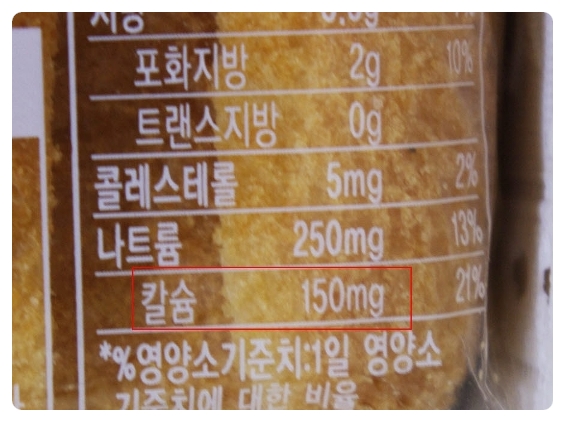 지방
포화지방 2g 10%
트랜스지방 0g
콜레스테롤 5mg 2%
나트륨 250mg 13%
칼슘 150mg 21%
*%영양소기준치:1일 영양소
기준치에 대한 비율